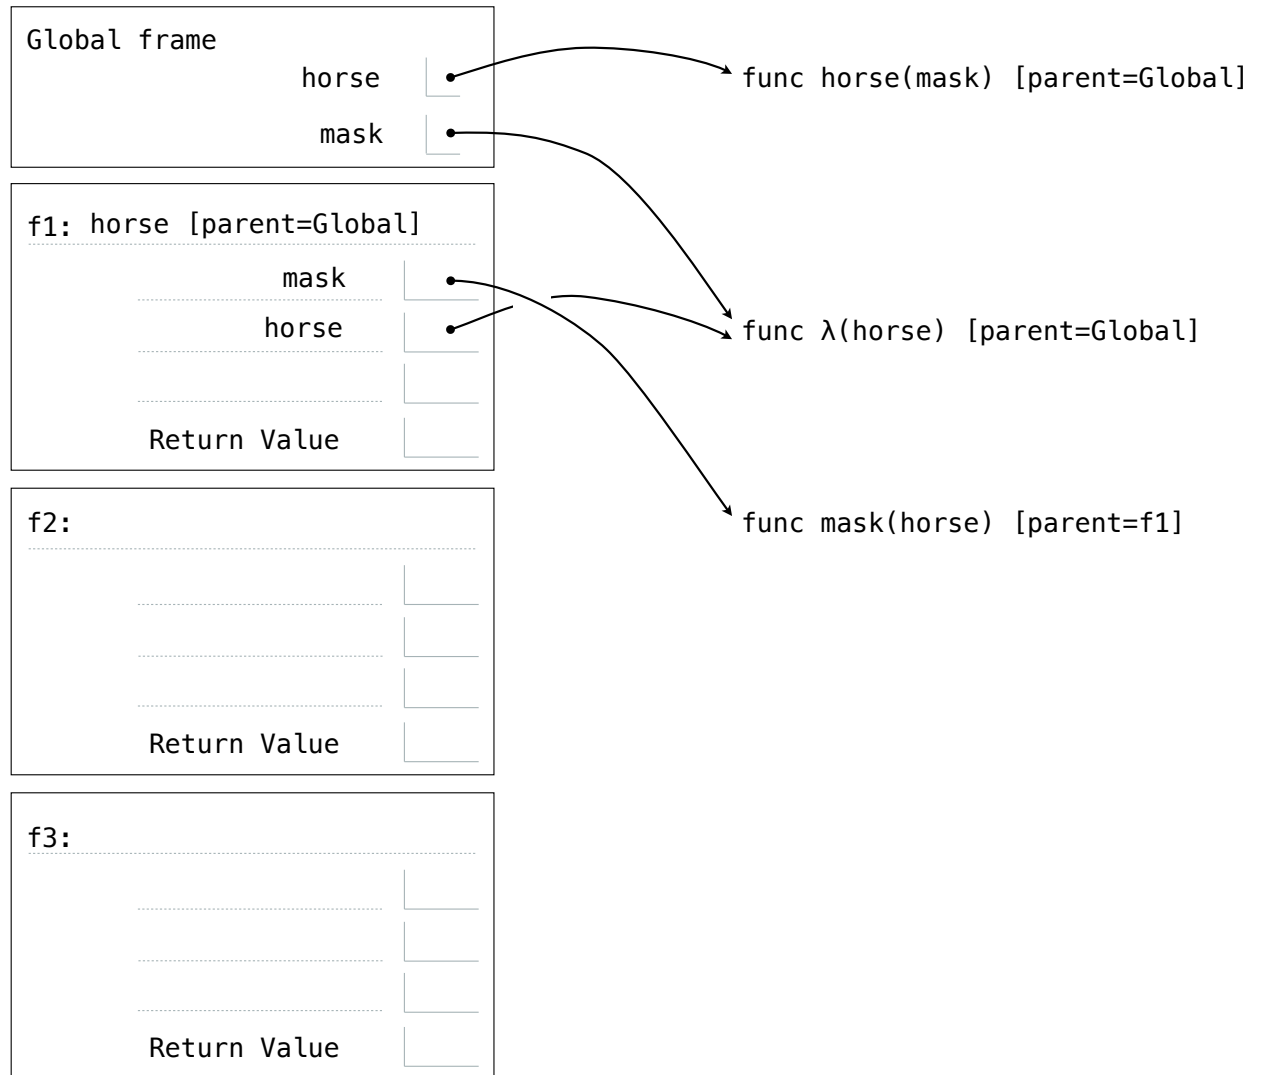 Global frame
horse
func horse(mask) [parent=Global]
mask
f1: horse [parent=Global]
mask
horse
func λ(horse) [parent=Global]
Return Value
f2:
func mask(horse) [parent=f1]
Return Value
f3:
Return Value